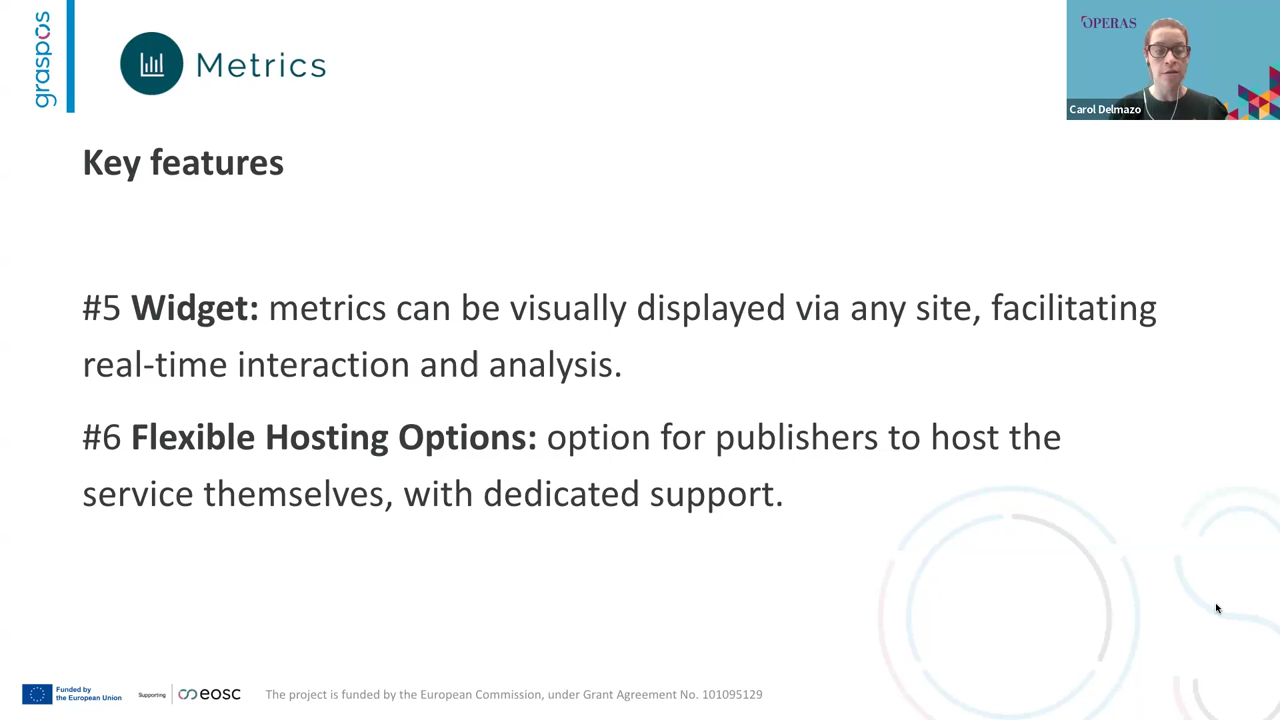 graspos
Metrics
OPERAS
Carol Delmazo
Key features
#5 Widget: metrics can be visually displayed via any site, facilitating
real-time interaction and analysis.
#6 Flexible Hosting Options: option for publishers to host the
service themselves, with dedicated support.
Funded by
the European Union
Supporting
eosc
The project is funded by the European Commission, under Grant Agreement No. 101095129